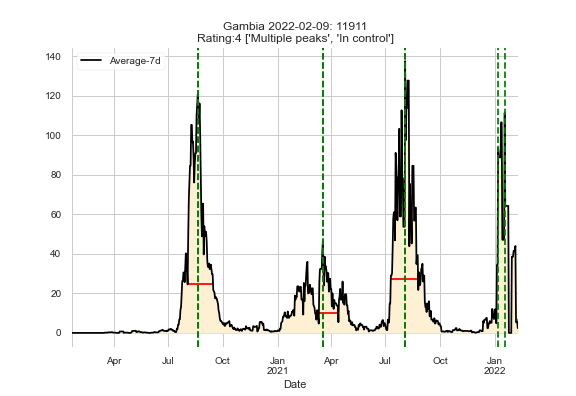 Gambia 2022-02-09: 11911
Rating:4 ['Multiple peaks', 'In control']
140
Average-7d
120
100
80
60
40
20
0
Apr Jul Oct Jan Apr Jul Oct Jan
2021 2022
Date